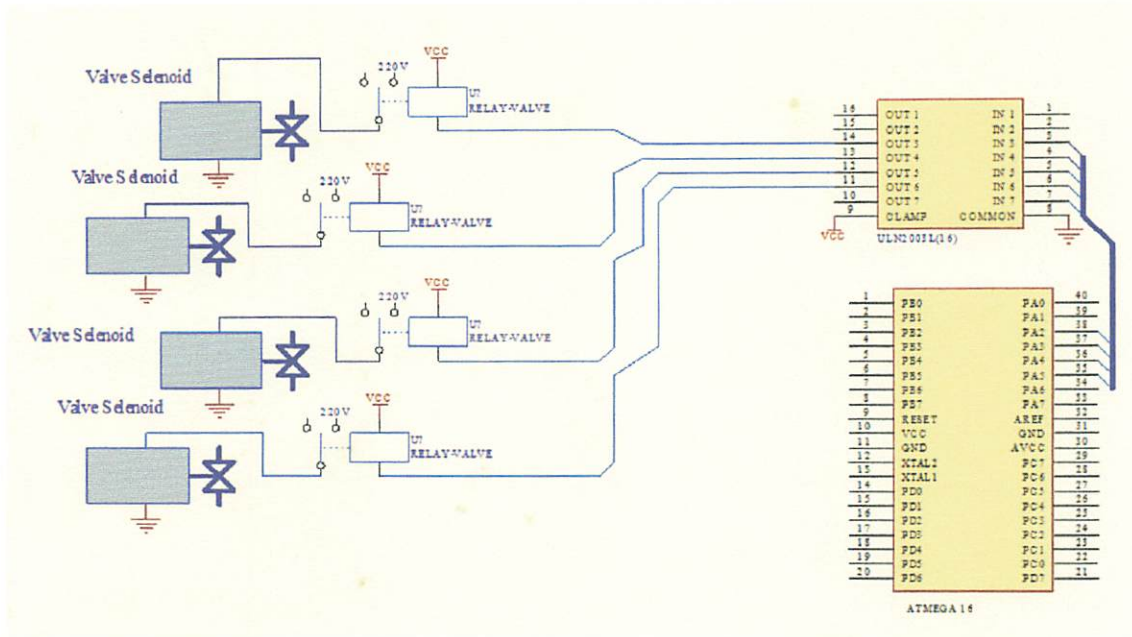 Valve Selenoid
220V
VCC
U?
RELAY-VALVE
Valve Selenoid
220V
VCC
U?
RELAY-VALVE
Valve Selenoid
220V
VCC
U?
RELAY-VALVE
Valve Selenoid
220V
VCC
U?
RELAY-VALVE
16 OUT 1 IN 1 1
15 OUT 2 IN 2 2
14 OUT 3 IN 3 3
13 OUT 4 IN 4 4
12 OUT 5 IN 5 5
11 OUT 6 IN 6 6
10 OUT 7 IN 7 7
9 CLAMP COMMON 8
VCC
ULN2003L(16)
1 PB0 PA0 40
2 PB1 PA1 39
3 PB2 PA2 38
4 PB3 PA3 37
5 PB4 PA4 36
6 PB5 PA5 35
7 PB6 PA6 34
8 PB7 PA7 33
9 RESET AREF 32
10 VCC GND 31
11 GND AVCC 30
12 XTAL2 PC7 29
13 XTAL1 PC6 28
14 PD0 PC5 27
15 PD1 PC4 26
16 PD2 PC3 25
17 PD3 PC2 24
18 PD4 PC1 23
19 PD5 PC0 22
20 PD6 PD7 21
ATMEGA 16